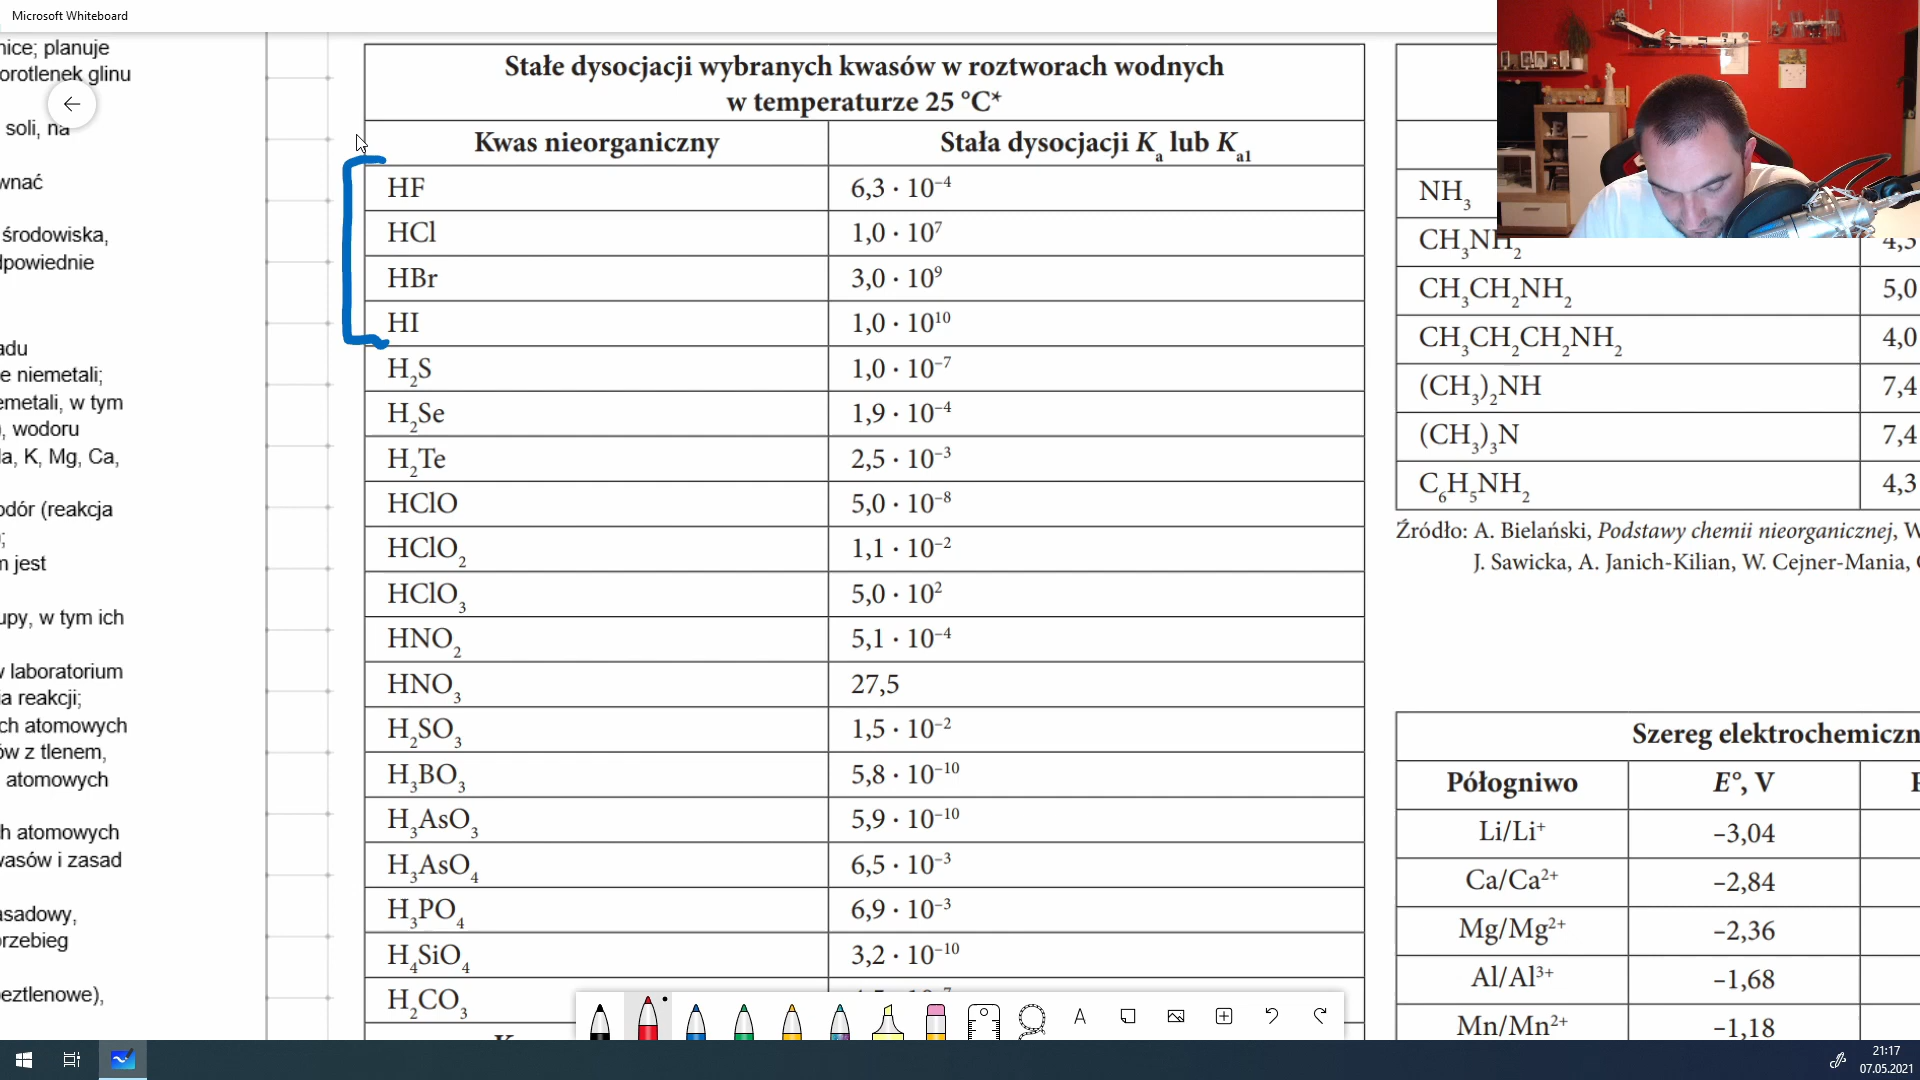 Microsoft Whiteboard
nice; planuje
orotlenek glinu
soli, na
wnać
środowiska,
dpowiednie
adu
e niemetali;
emetali, w tym
), wodoru
la, K, Mg, Ca,
odór (reakcja
);
m jest
upy, w tym ich
w laboratorium
ia reakcji;
ch atomowych
ów z tlenem,
atomowych
h atomowych
wasów i zasad
asadowy,
orzebieg
eztlenowe),
Stałe dysocjacji wybranych kwasów w roztworach wodnych
w temperaturze 25 °C*
Kwas nieorganiczny Stała dysocjacji Kₐ lub Kₐ₁
HF 6,3 · 10⁻⁴
HCl 1,0 · 10⁷
HBr 3,0 · 10⁹
HI 1,0 · 10¹⁰
H₂S 1,0 · 10⁻⁷
H₂Se 1,9 · 10⁻⁴
H₂Te 2,5 · 10⁻³
HClO 5,0 · 10⁻⁸
HClO₂ 1,1 · 10⁻²
HClO₃ 5,0 · 10²
HNO₂ 5,1 · 10⁻⁴
HNO₃ 27,5
H₂SO₃ 1,5 · 10⁻²
H₃BO₃ 5,8 · 10⁻¹⁰
H₃AsO₃ 5,9 · 10⁻¹⁰
H₃AsO₄ 6,5 · 10⁻³
H₃PO₄ 6,9 · 10⁻³
H₄SiO₄ 3,2 · 10⁻¹⁰
H₂CO₃
NH₃
CH₃NH₂ 4,3
CH₃CH₂NH₂ 5,0
CH₃CH₂CH₂NH₂ 4,0
(CH₃)₂NH 7,4
(CH₃)₃N 7,4
C₆H₅NH₂ 4,3
Źródło: A. Bielański, Podstawy chemii nieorganicznej, W
J. Sawicka, A. Janich-Kilian, W. Cejner-Mania,
Szereg elektrochemiczn
Półogniwo E°, V
Li/Li⁺ –3,04
Ca/Ca²⁺ –2,84
Mg/Mg²⁺ –2,36
Al/Al³⁺ –1,68
Mn/Mn²⁺ –1,18
21:17
07.05.2021